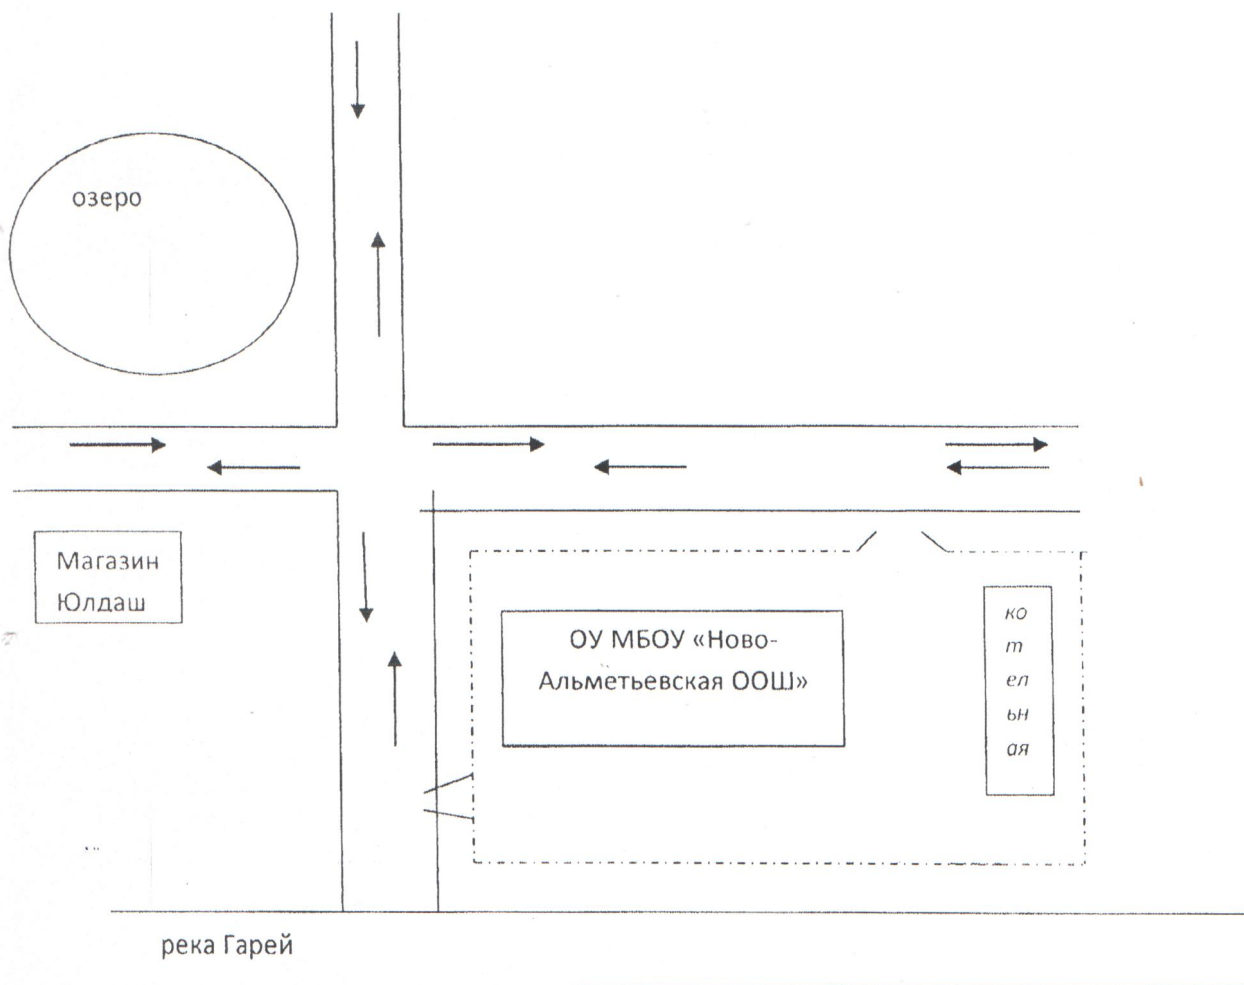 озеро
Магазин
Юлдаш
ОУ МБОУ «Ново-
Альметьевская ООШ»
ко
т
ел
ьн
ая
река Гарей